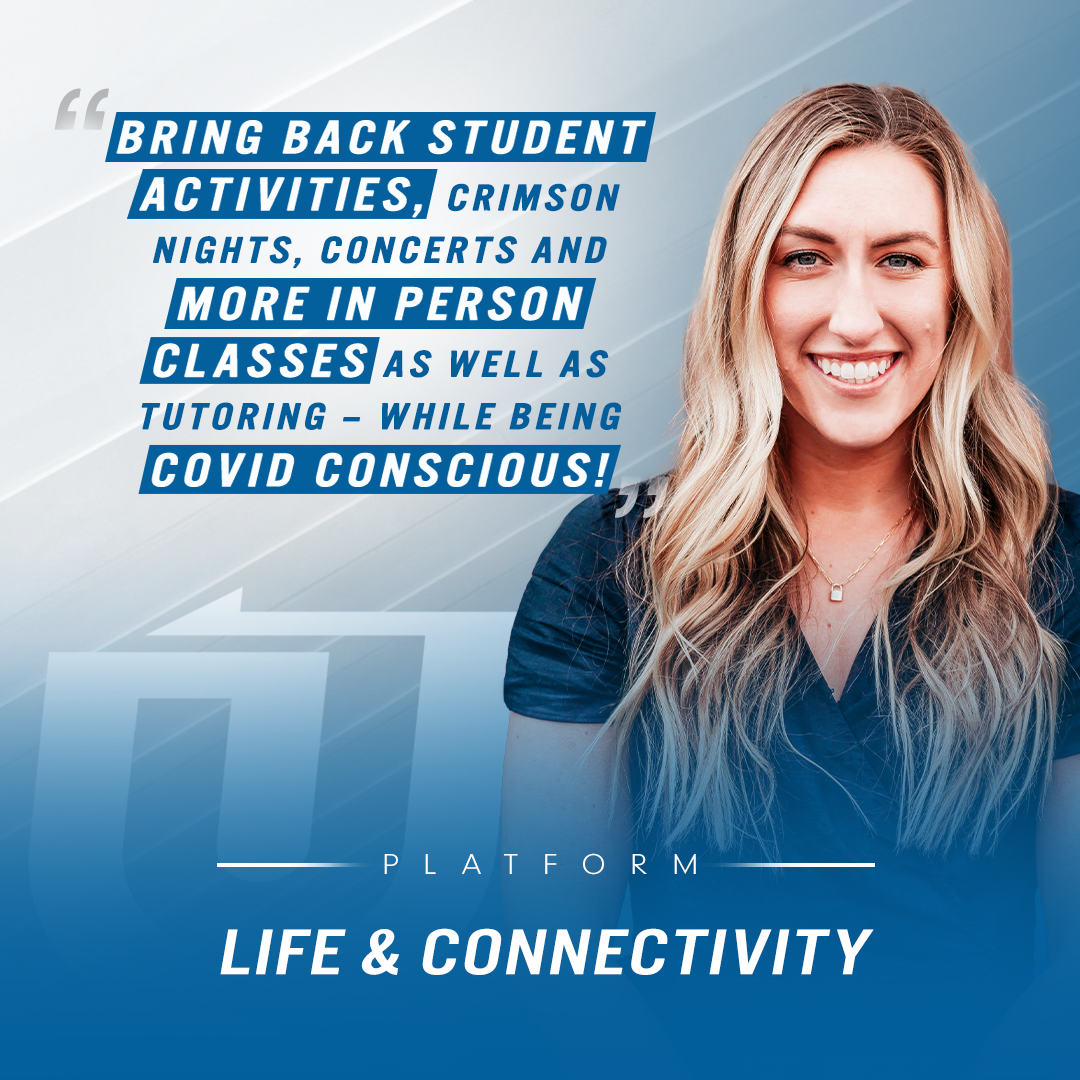 “BRING BACK STUDENT
ACTIVITIES, CRIMSON
NIGHTS, CONCERTS AND
MORE IN PERSON
CLASSES AS WELL AS
TUTORING – WHILE BEING
COVID CONSCIOUS!”
PLATFORM
LIFE & CONNECTIVITY